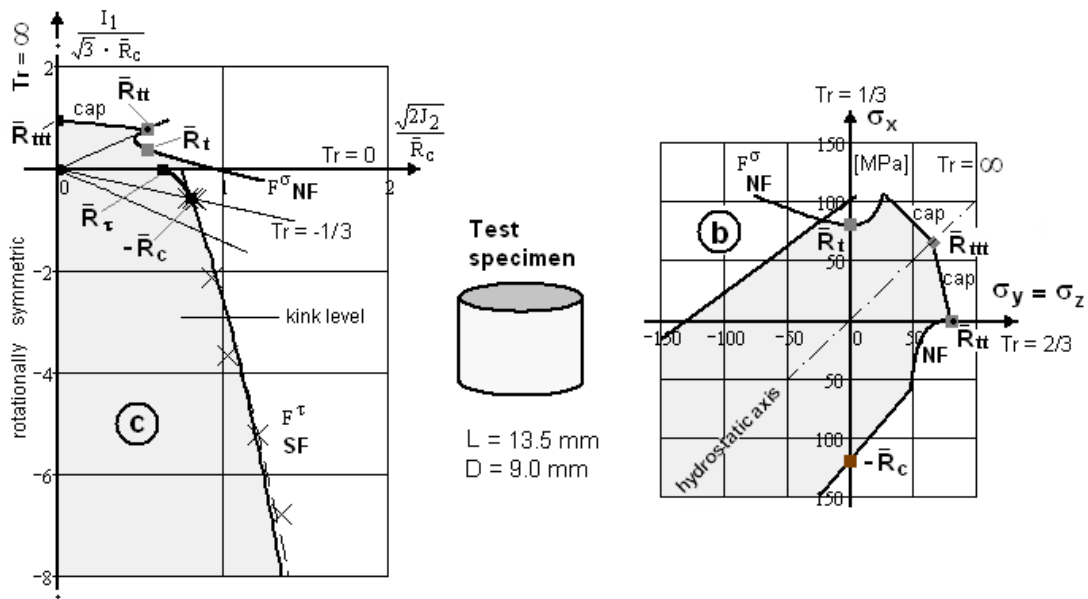 I₁
√3 · R̄c
Tr = ∞
2
R̄tt
cap
R̄ttt
R̄t
√2J₂
R̄c
Tr = 0
0
0
1
2
F^σ NF
R̄τ
-R̄c
Tr = -1/3
-2
kink level
rotationally symmetric
-4
c
F^τ
SF
-6
-8
Test
specimen
L = 13.5 mm
D = 9.0 mm
Tr = 1/3
σx
150
[MPa]
Tr = ∞
F^σ
NF
100
cap
b
R̄t
R̄ttt
50
cap
σy = σz
-150
-100
-50
0
50
R̄tt
Tr = 2/3
NF
50
hydrostatic axis
100
-R̄c
150